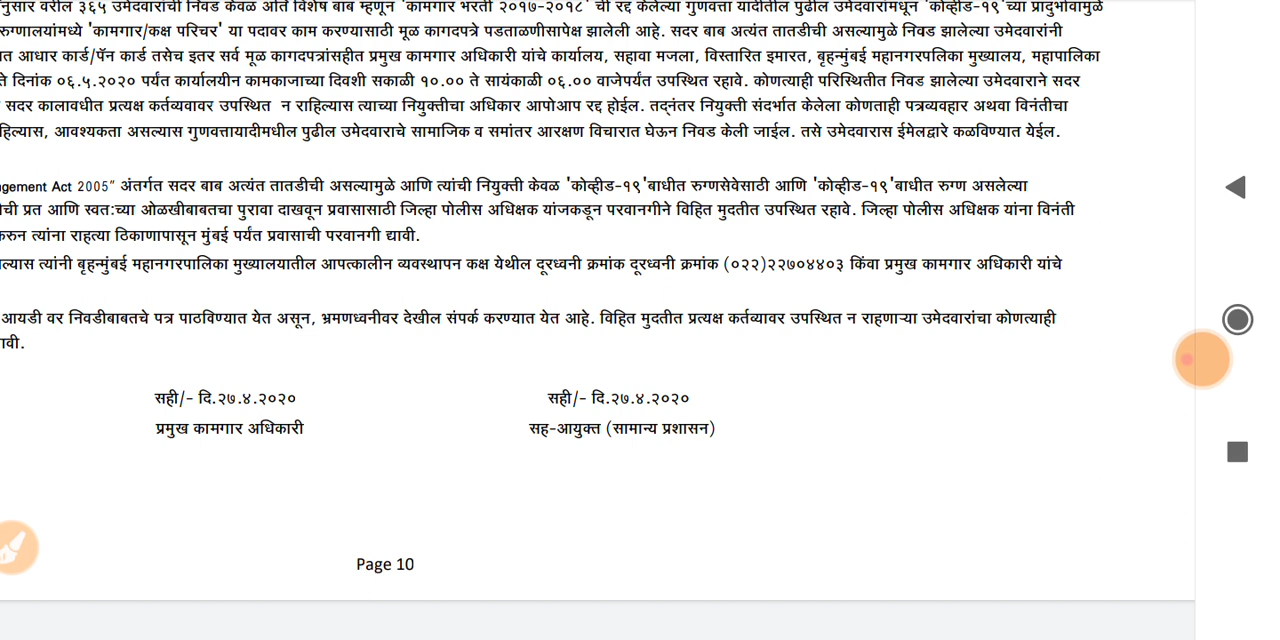 नुसार वरील ३६५ उमेदवारांची निवड केवळ अति विशेष बाब म्हणून 'कामगार भरती २०१७-२०१८' ची रद्द केलेल्या गुणवत्ता यादीतील पुढील उमेदवारांमधून 'कोव्हीड-१९'च्या प्रादुर्भावामुळे
रुग्णालयांमध्ये 'कामगार/कक्ष परिचर' या पदावर काम करण्यासाठी मूळ कागदपत्रे पडताळणीसापेक्ष झालेली आहे. सदर बाब अत्यंत तातडीची असल्यामुळे निवड झालेल्या उमेदवारांनी
त आधार कार्ड/पॅन कार्ड तसेच इतर सर्व मूळ कागदपत्रांसहीत प्रमुख कामगार अधिकारी यांचे कार्यालय, सहावा मजला, विस्तारित इमारत, बृहन्मुंबई महानगरपालिका मुख्यालय, महापालिका
ते दिनांक ०६.५.२०२० पर्यंत कार्यालयीन कामकाजाच्या दिवशी सकाळी १०.०० ते सायंकाळी ०६.०० वाजेपर्यंत उपस्थित रहावे. कोणत्याही परिस्थितीत निवड झालेल्या उमेदवाराने सदर
सदर कालावधीत प्रत्यक्ष कर्तव्यवावर उपस्थित न राहिल्यास त्याच्या नियुक्तीचा अधिकार आपोआप रद्द होईल. तद्नंतर नियुक्ती संदर्भात केलेला कोणताही पत्रव्यवहार अथवा विनंतीचा
हिल्यास, आवश्यकता असल्यास गुणवत्तायादीमधील पुढील उमेदवाराचे सामाजिक व समांतर आरक्षण विचारात घेऊन निवड केली जाईल. तसे उमेदवारास ईमेलद्वारे कळविण्यात येईल.
gement Act 2005" अंतर्गत सदर बाब अत्यंत तातडीची असल्यामुळे आणि त्यांची नियुक्ती केवळ 'कोव्हीड-१९'बाधीत रुग्णसेवेसाठी आणि 'कोव्हीड-१९'बाधीत रुग्ण असलेल्या
ची प्रत आणि स्वत:च्या ओळखीबाबतचा पुरावा दाखवून प्रवासासाठी जिल्हा पोलीस अधिक्षक यांजकडून परवानगीने विहित मुदतीत उपस्थित रहावे. जिल्हा पोलीस अधिक्षक यांना विनंती
करुन त्यांना राहत्या ठिकाणापासून मुंबई पर्यंत प्रवासाची परवानगी द्यावी.
ल्यास त्यांनी बृहन्मुंबई महानगरपालिका मुख्यालयातील आपत्कालीन व्यवस्थापन कक्ष येथील दूरध्वनी क्रमांक दूरध्वनी क्रमांक (०२२)२२७०४४०३ किंवा प्रमुख कामगार अधिकारी यांचे
आयडी वर निवडीबाबतचे पत्र पाठविण्यात येत असून, भ्रमणध्वनीवर देखील संपर्क करण्यात येत आहे. विहित मुदतीत प्रत्यक्ष कर्तव्यावर उपस्थित न राहणाऱ्या उमेदवारांचा कोणत्याही
ावी.
सही/- दि.२७.४.२०२० सही/- दि.२७.४.२०२०
प्रमुख कामगार अधिकारी सह-आयुक्त (सामान्य प्रशासन)
Page 10